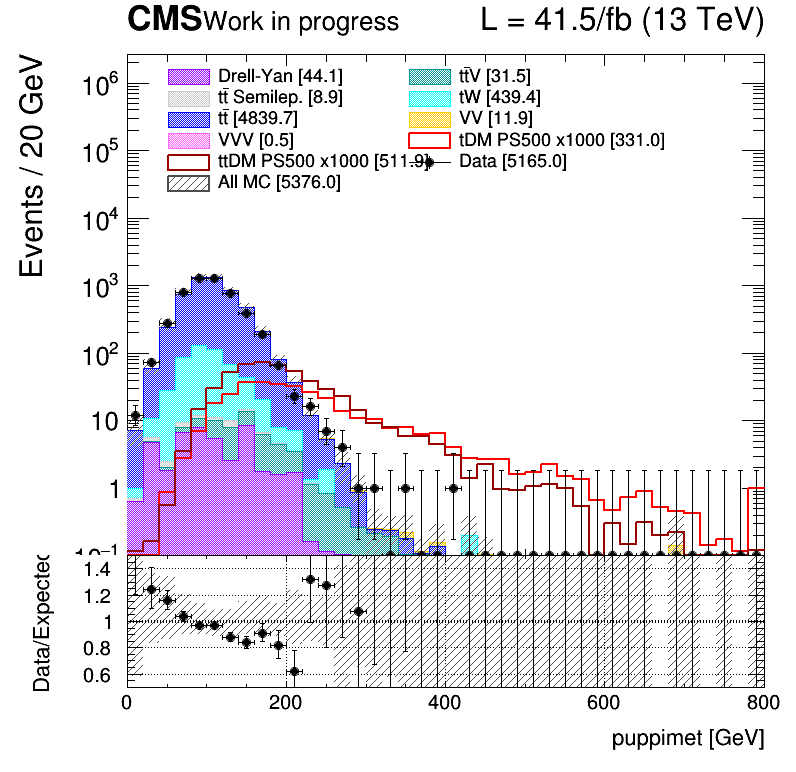 CMS Work in progress L = 41.5/fb (13 TeV)
Events / 20 GeV
Drell-Yan [44.1] tt̄V [31.5]
tt̄ Semilep. [8.9] tW [439.4]
tt̄ [4839.7] VV [11.9]
VVV [0.5] tDM PS500 x1000 [331.0]
ttDM PS500 x1000 [511.9] Data [5165.0]
All MC [5376.0]
10⁶
10⁵
10⁴
10³
10²
10
1
10⁻¹
Data/Expected
1.4
1.2
1
0.8
0.6
0 200 400 600 800
puppimet [GeV]